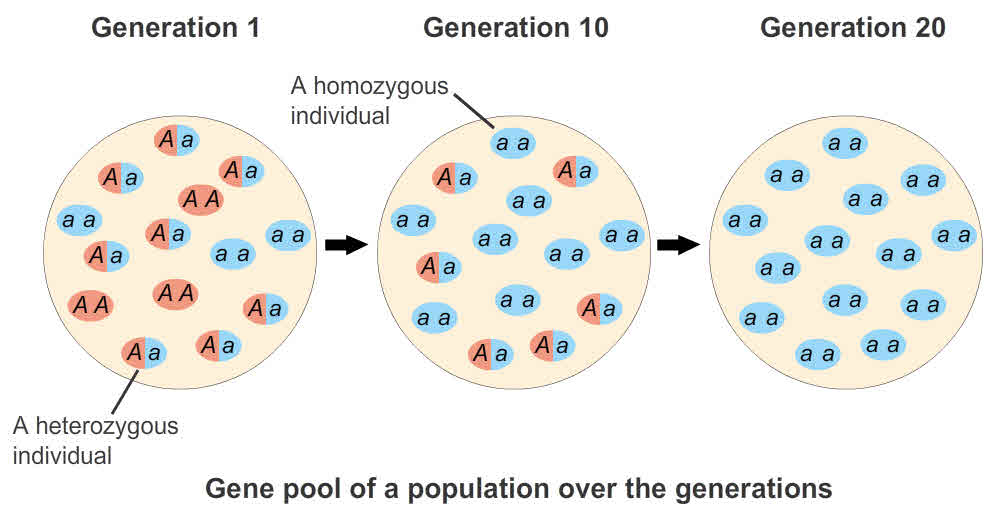 Generation 1
Generation 10
Generation 20
A homozygous
individual
A a
A a
A a
A A
a a
A a
a a
A a
a a
A A
A A
A a
A a
A a
a a
A a
A a
a a
a a
a a
a a
a a
A a
a a
a a
A a
A a
A a
a a
a a
a a
a a
a a
a a
a a
a a
a a
a a
a a
a a
a a
a a
A heterozygous
individual
Gene pool of a population over the generations